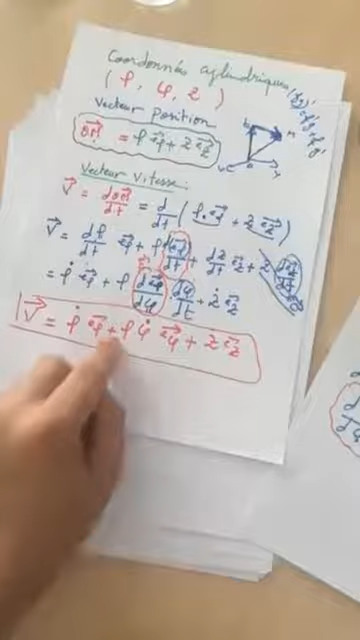 Coordonnées cylindriques
(ρ, φ, z)
Vecteur Position
OM⃗ = ρ e⃗ρ + z e⃗z
Vecteur Vitesse:
V⃗ = dOM⃗/dt = d/dt (ρ. e⃗ρ + z e⃗z)
V⃗ = dρ/dt e⃗ρ + ρ de⃗ρ/dt + dz/dt e⃗z + z de⃗z/dt
= ρ̇ e⃗ρ + ρ de⃗ρ/dφ . dφ/dt + ż e⃗z
V⃗ = ρ̇ e⃗ρ + ρ φ̇ e⃗φ + ż e⃗z